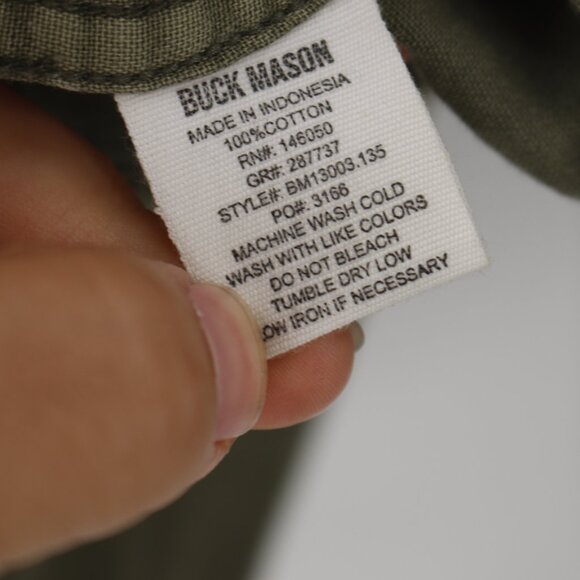 BUCK MASON
MADE IN INDONESIA
100%COTTON
RN#: 146050
GR#: 287737
STYLE# BM13003.135
PO#: 3166
MACHINE WASH COLD
WASH WITH LIKE COLORS
DO NOT BLEACH
TUMBLE DRY LOW
LOW IRON IF NECESSARY